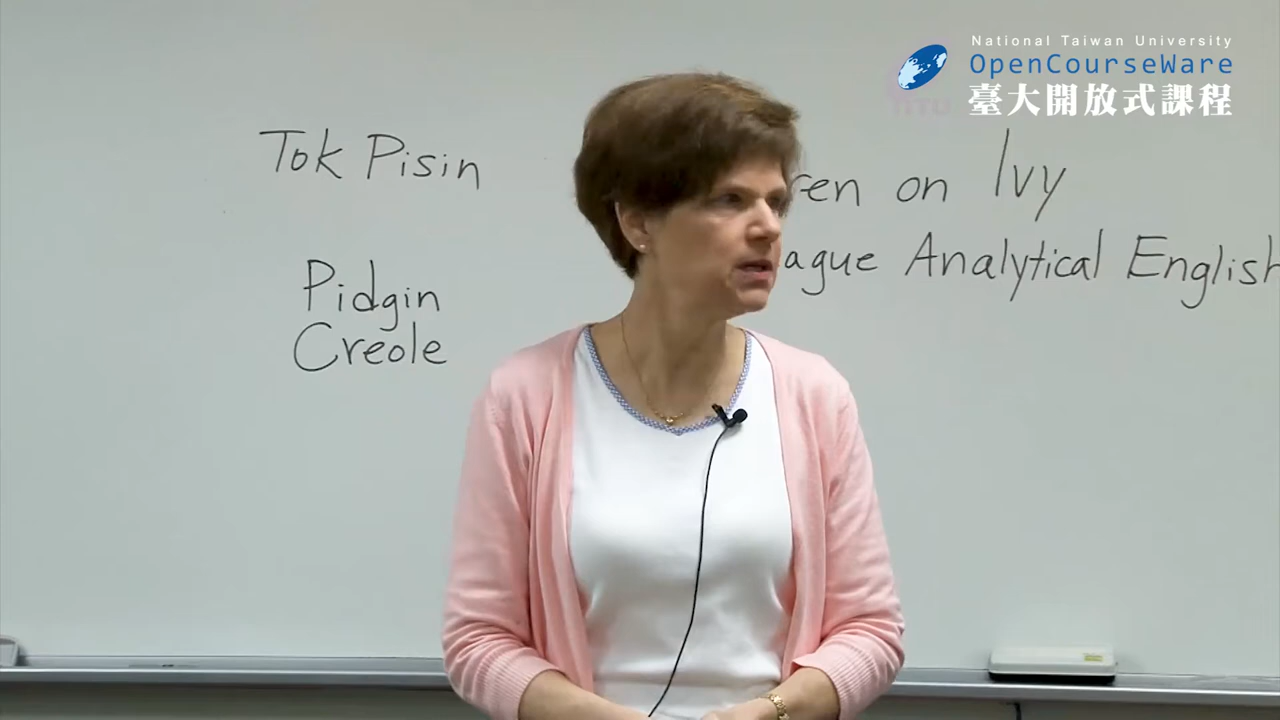 National Taiwan University
OpenCourseWare
臺大開放式課程
Tok Pisin
Pidgin
Creole
ren on Ivy
ague Analytical English